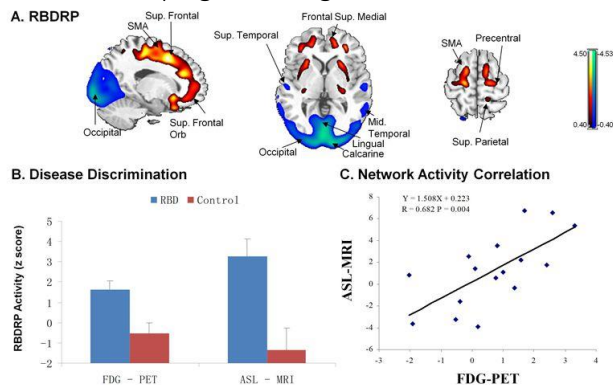 A. RBDRP
Sup. Frontal
SMA
Occipital
Sup. Frontal
Orb
Frontal Sup. Medial
Sup. Temporal
Occipital
Mid.
Temporal
Lingual
Calcarine
SMA
Precentral
Sup. Parietal
4.50
-4.53
0.40
-0.40
B. Disease Discrimination
RBD
Control
RBDRP Activity (z score)
5
4
3
2
1
0
-1
-2
FDG - PET
ASL - MRI
C. Network Activity Correlation
Y = 1.508X + 0.223
R = 0.682 P = 0.004
ASL-MRI
8
6
4
2
0
-2
-4
-6
-2
-1
0
1
2
3
4
FDG-PET